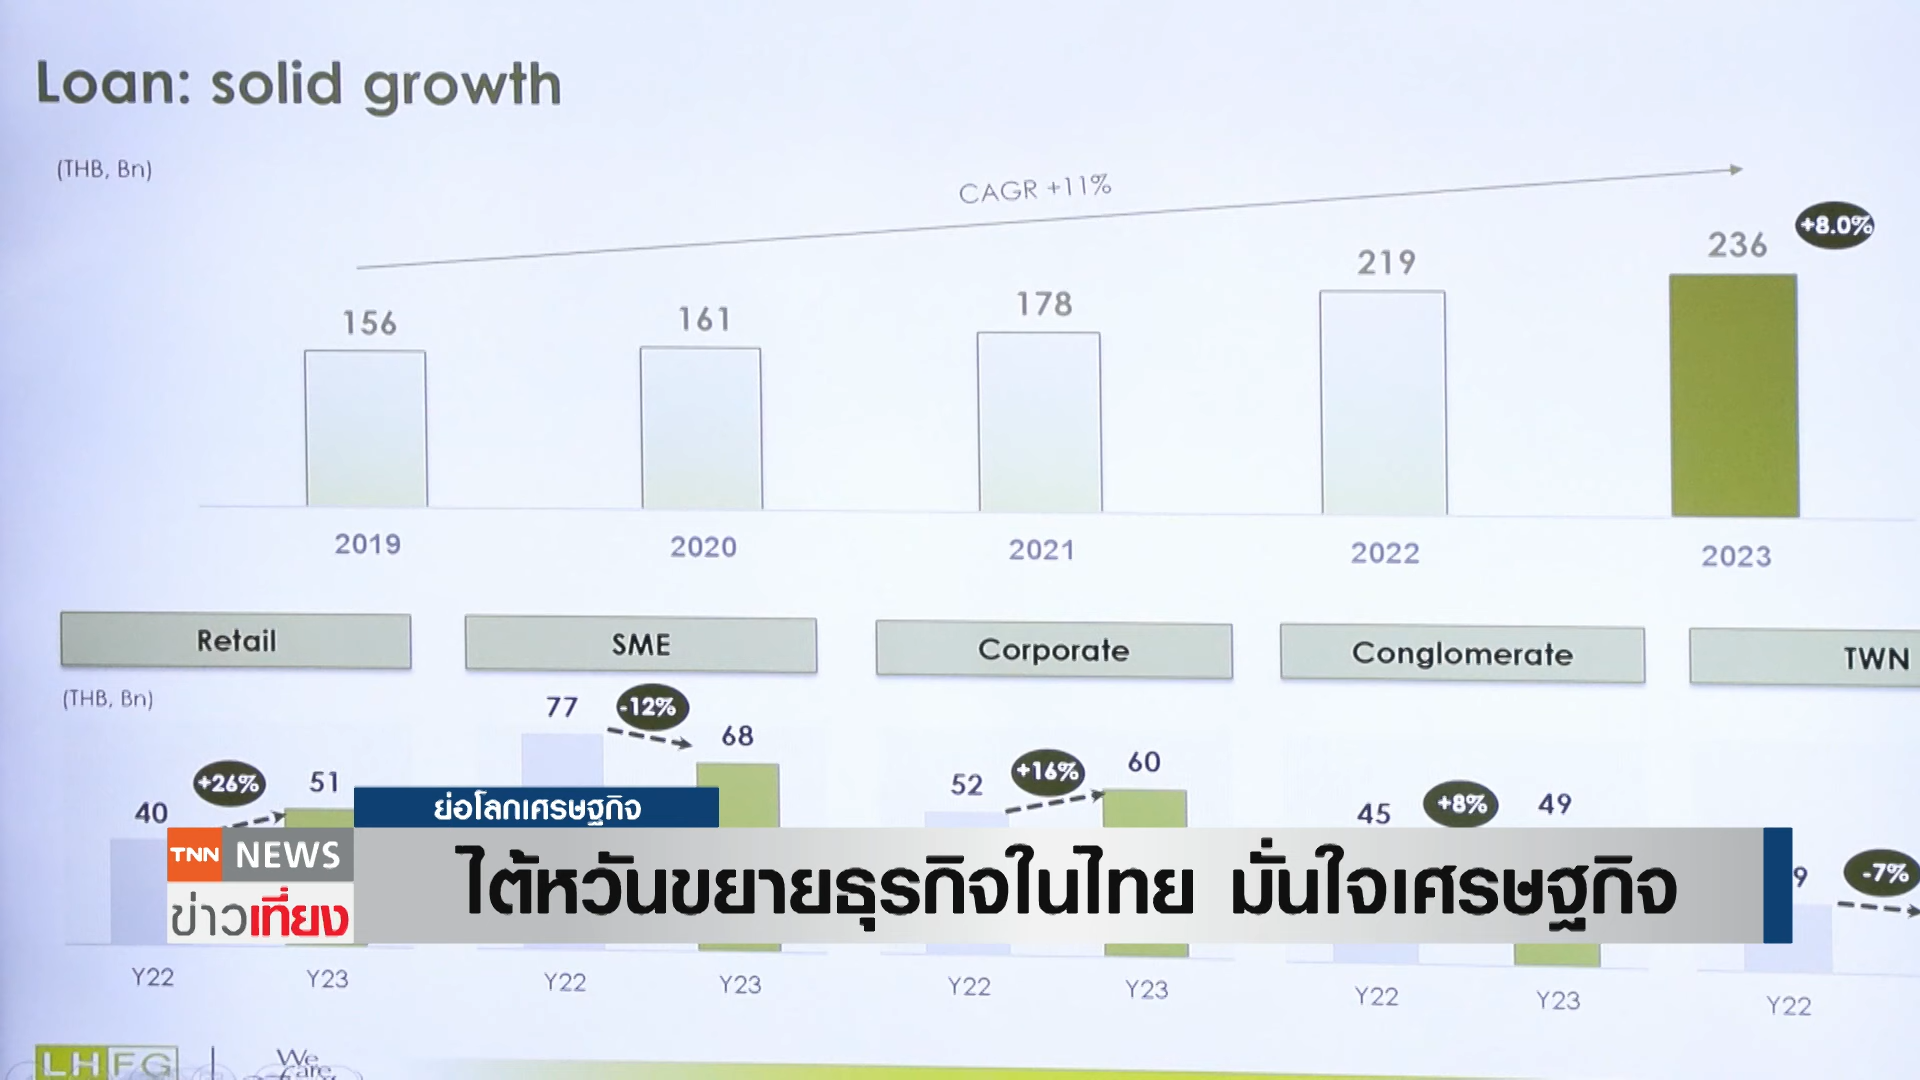 Loan: solid growth
(THB, Bn)
CAGR +11%
+8.0%
156
161
178
219
236
2019
2020
2021
2022
2023
Retail
SME
Corporate
Conglomerate
TWN
(THB, Bn)
40
+26%
51
77
-12%
68
52
+16%
60
45
+8%
49
9
-7%
ย่อโลกเศรษฐกิจ
TNN NEWS
ข่าวเที่ยง
ไต้หวันขยายธุรกิจในไทย มั่นใจเศรษฐกิจ
Y22
Y23
Y22
Y23
Y22
Y23
Y22
Y23
Y22
LHFG
We